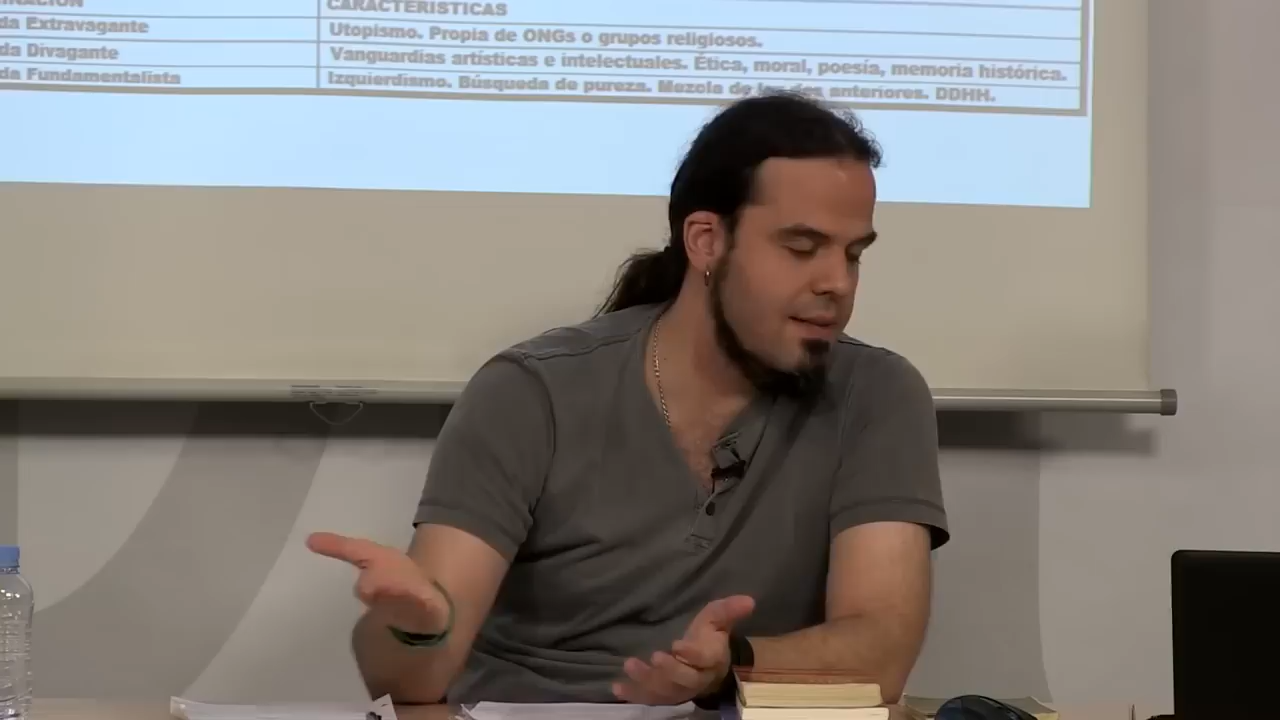 CARACTERISTICAS
da Extravagante Utopismo. Propia de ONGs o grupos religiosos.
da Divagante Vanguardias artísticas e intelectuales. Ética, moral, poesía, memoria histórica.
da Fundamentalista Izquierdismo. Búsqueda de pureza. Mezcla de las dos anteriores. DDHH.